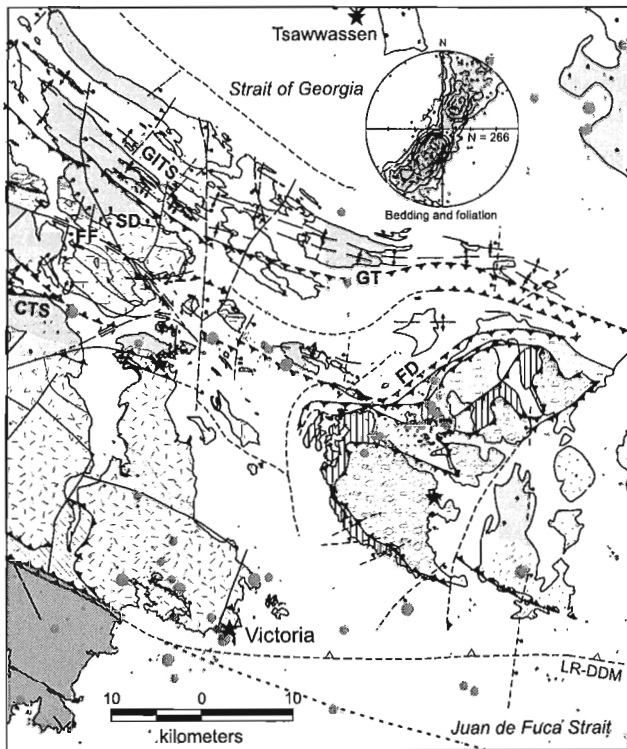 Tsawwassen
Strait of Georgia
N
N = 266
Bedding and foliation
GITS
SD
FF
GT
CTS
FD
Victoria
LR-DDM
10 0 10
kilometers
Juan de Fuca Strait